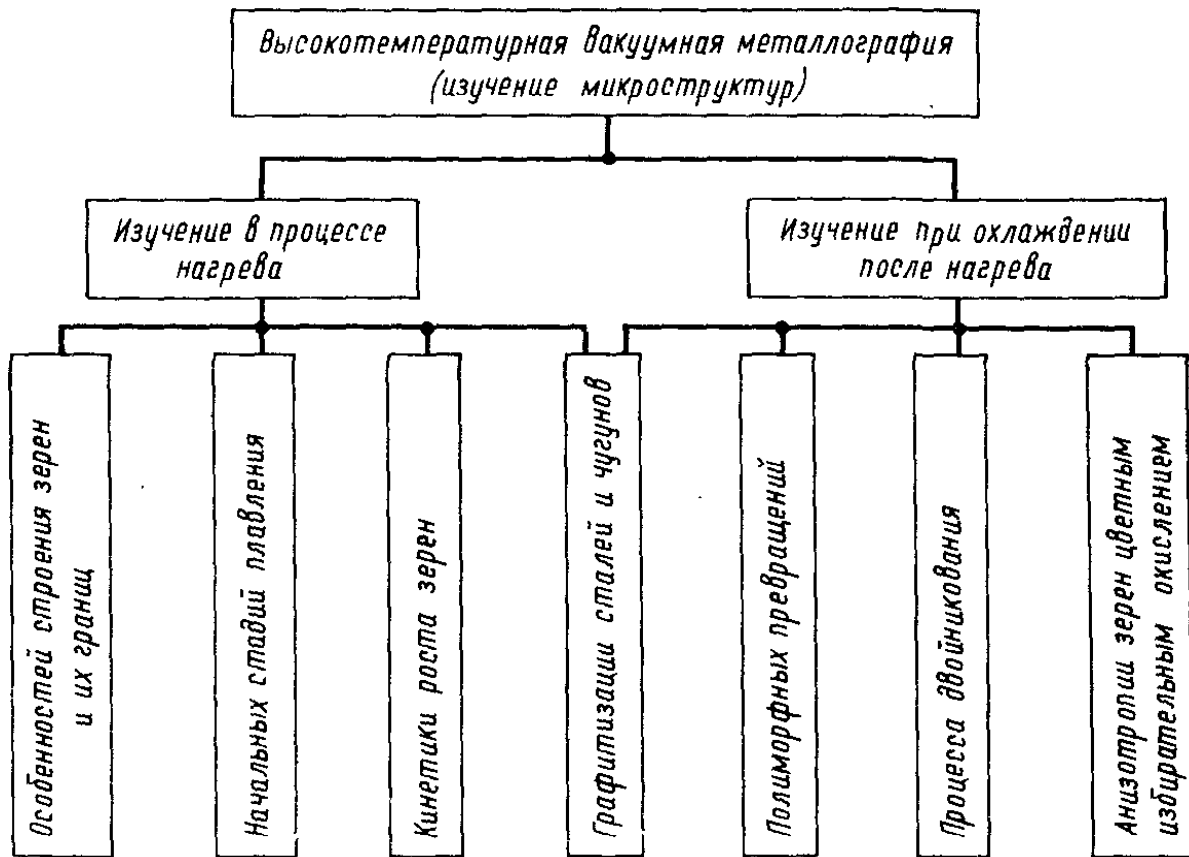 Высокотемпературная вакуумная металлография
(изучение микроструктур)
Изучение в процессе
нагрева
Изучение при охлаждении
после нагрева
Особенностей строения зерен
и их границ
Начальных стадий плавления
Кинетики роста зерен
Графитизации сталей и чугунов
Полиморфных превращений
Процесса двойникования
Анизотропии зерен цветным
избирательным окислением